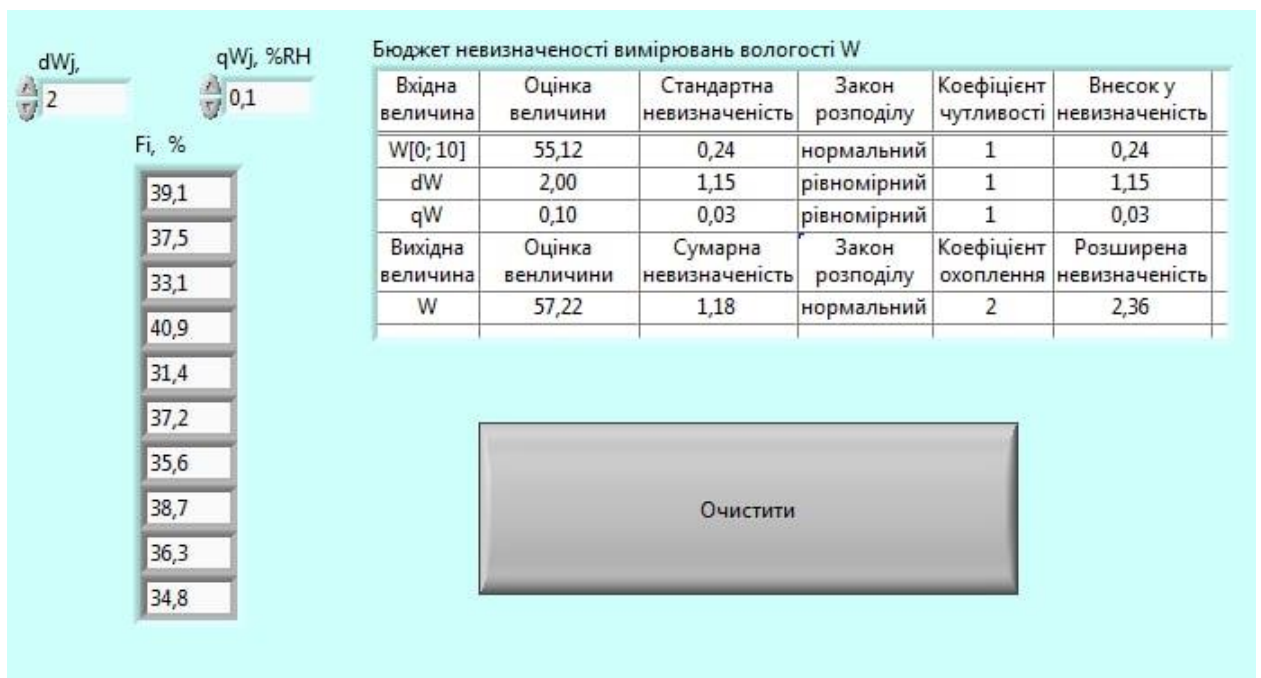 dWj,
2
qWj, %RH
0,1
Fi, %
39,1
37,5
33,1
40,9
31,4
37,2
35,6
38,7
36,3
34,8
Бюджет невизначеності вимірювань вологості W
Вхідна величина Оцінка величини Стандартна невизначеність Закон розподілу Коефіцієнт чутливості Внесок у невизначеність
W[0; 10] 55,12 0,24 нормальний 1 0,24
dW 2,00 1,15 рівномірний 1 1,15
qW 0,10 0,03 рівномірний 1 0,03
Вихідна величина Оцінка венличини Сумарна невизначеність Закон розподілу Коефіцієнт охоплення Розширена невизначеність
W 57,22 1,18 нормальний 2 2,36
Очистити